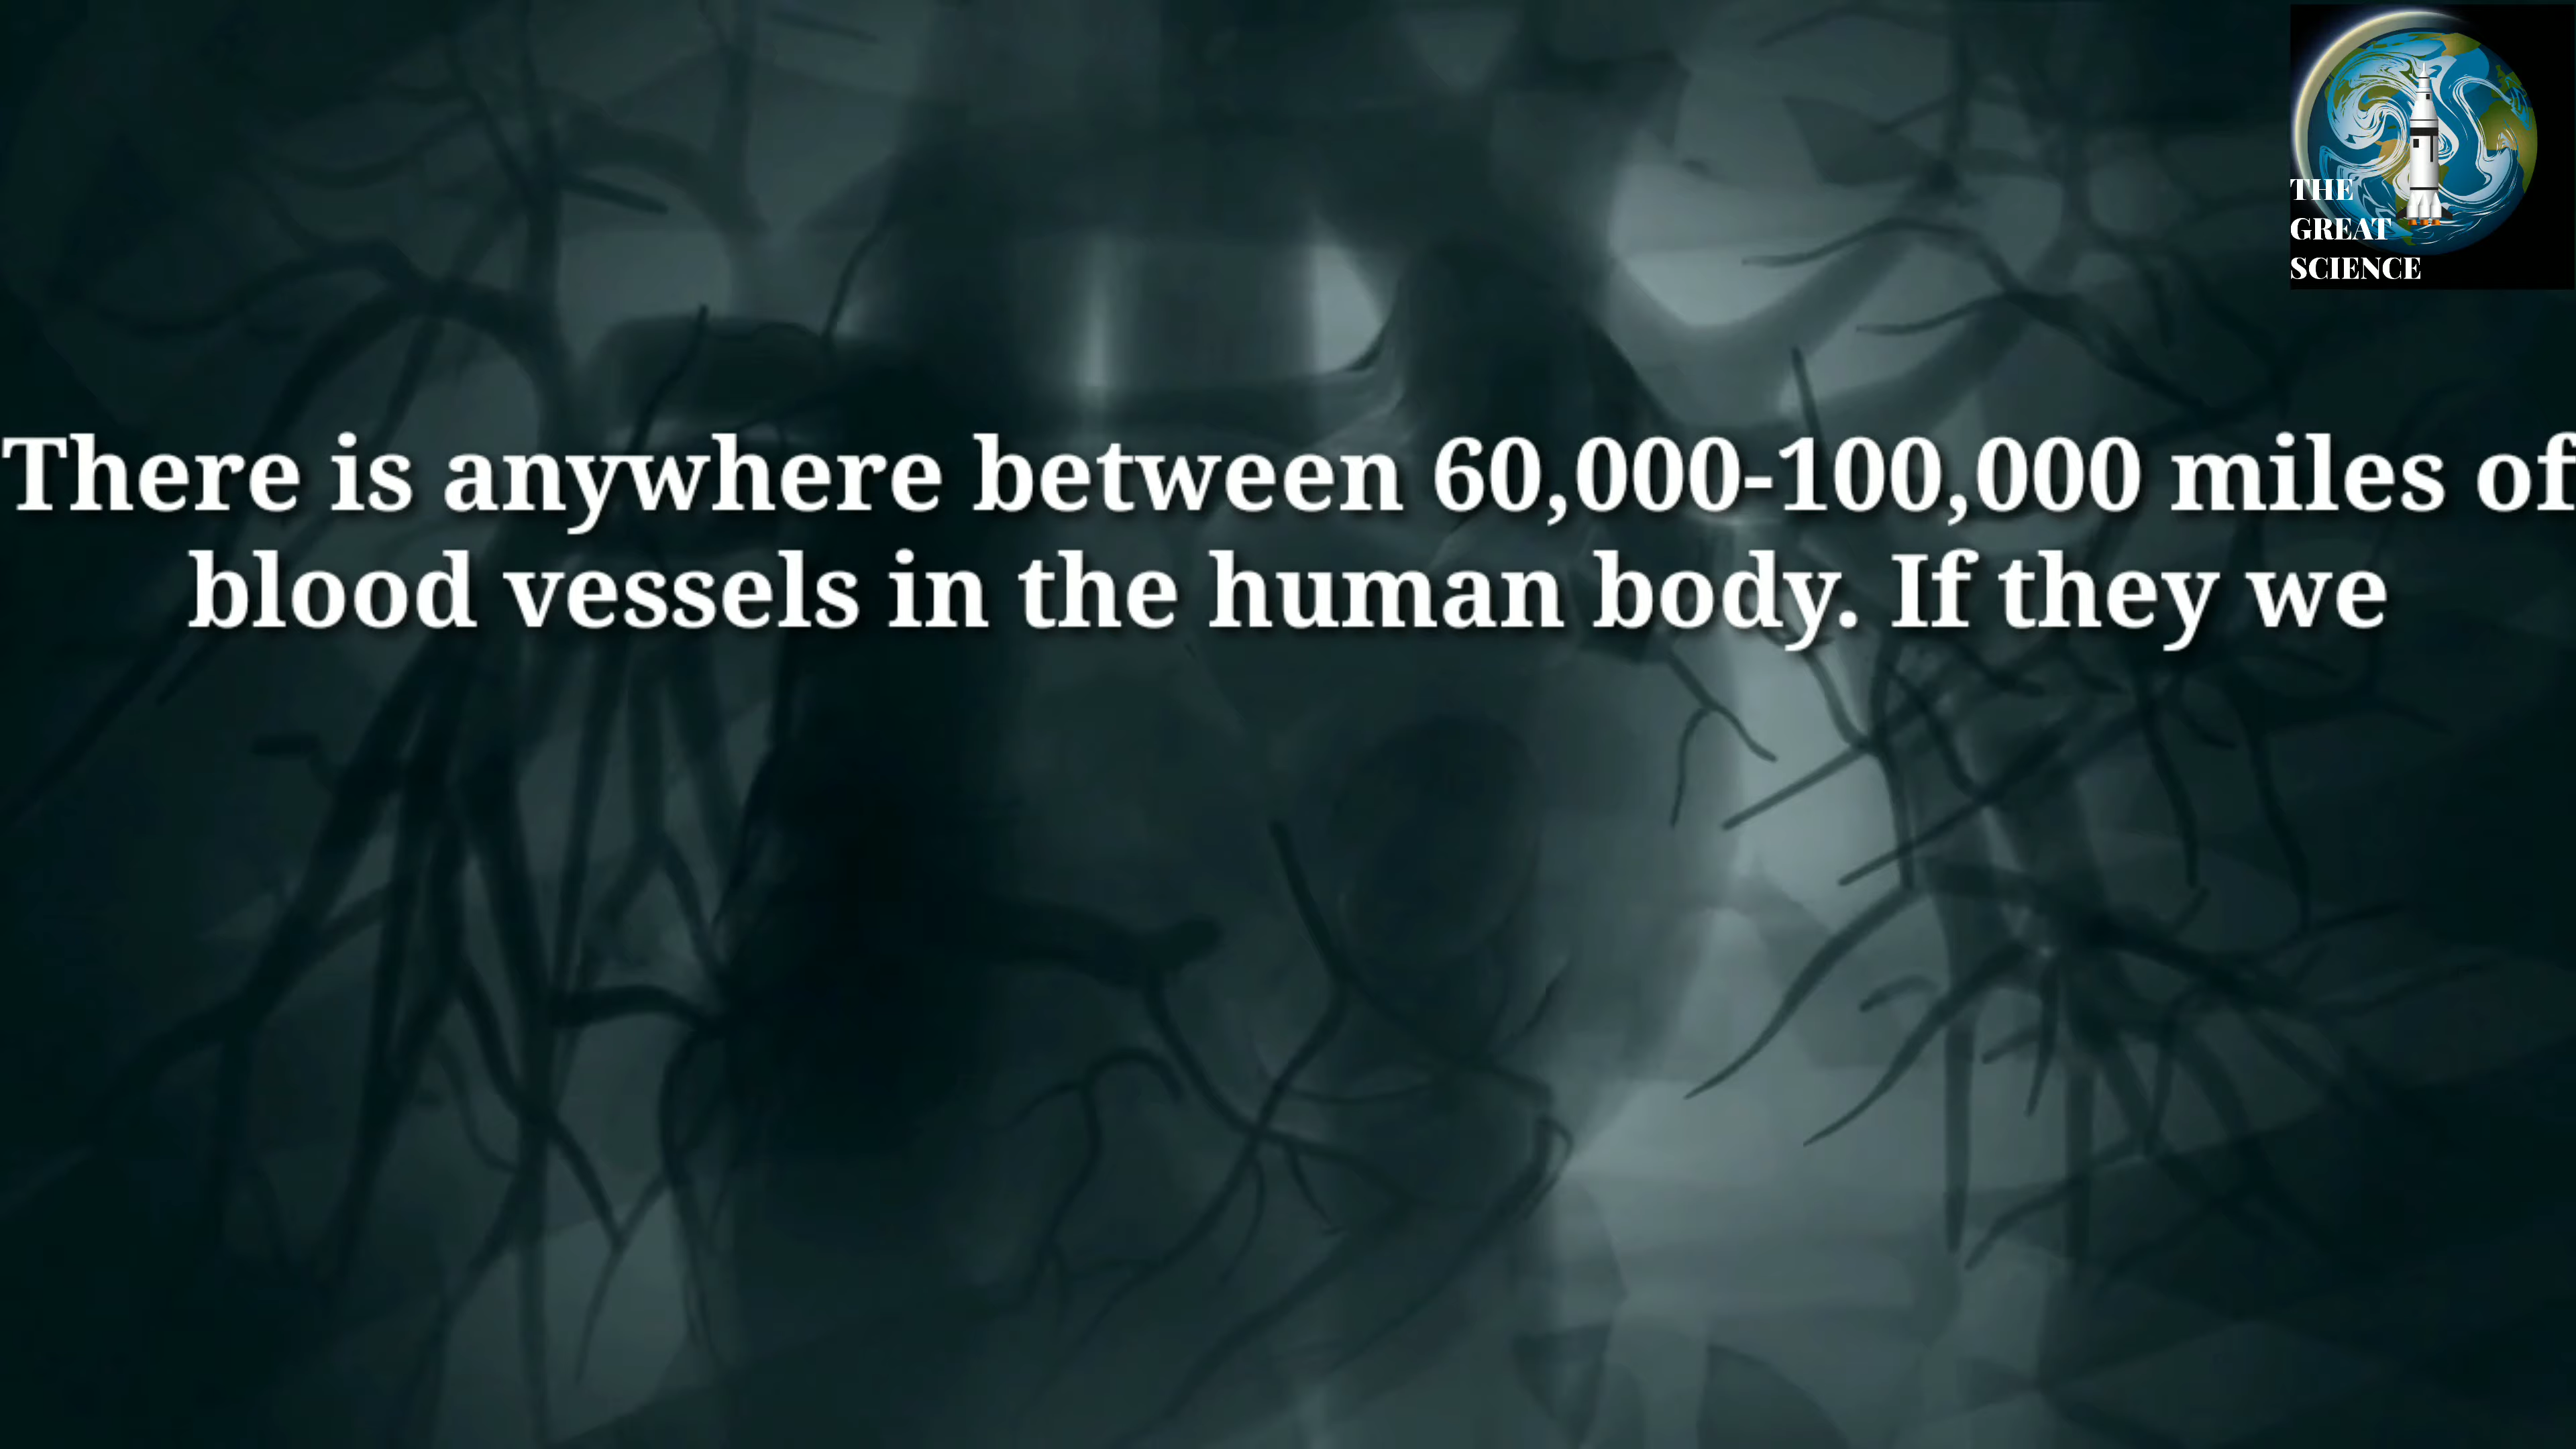 THE
GREAT
SCIENCE
There is anywhere between 60,000-100,000 miles of
blood vessels in the human body. If they we